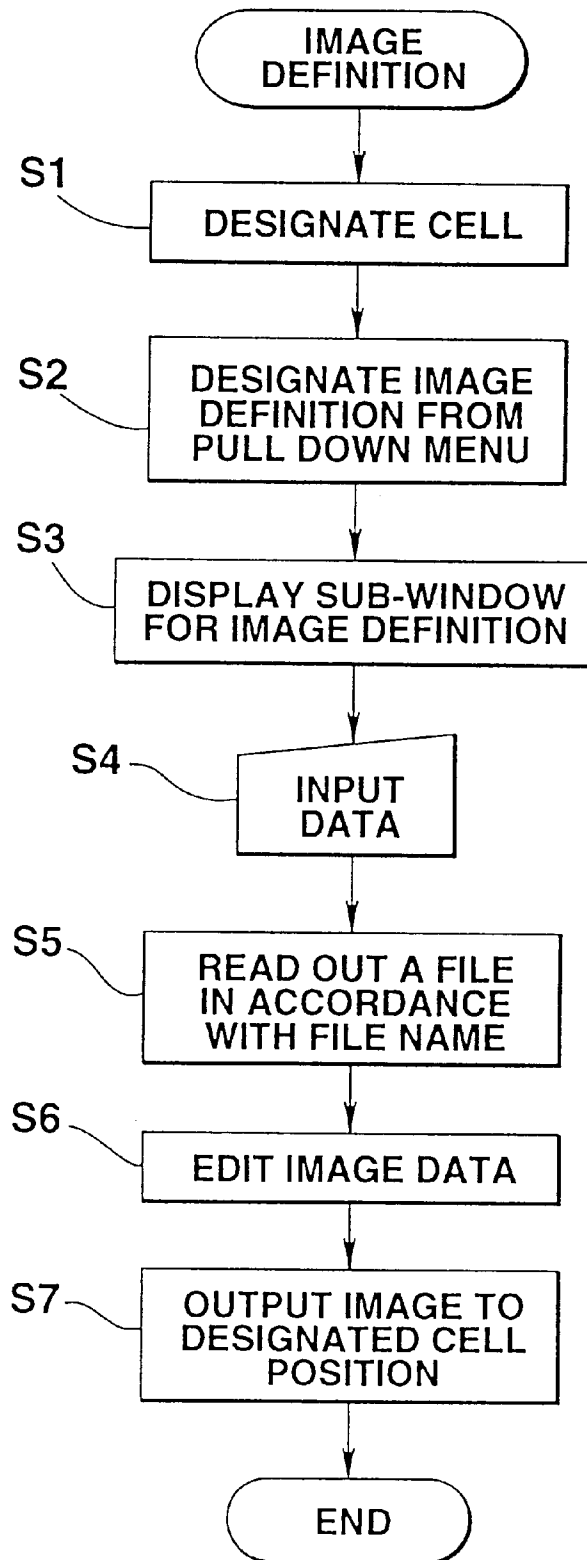 IMAGE
DEFINITION
S1
DESIGNATE CELL
S2
DESIGNATE IMAGE
DEFINITION FROM
PULL DOWN MENU
S3
DISPLAY SUB-WINDOW
FOR IMAGE DEFINITION
S4
INPUT
DATA
S5
READ OUT A FILE
IN ACCORDANCE
WITH FILE NAME
S6
EDIT IMAGE DATA
S7
OUTPUT IMAGE TO
DESIGNATED CELL
POSITION
END